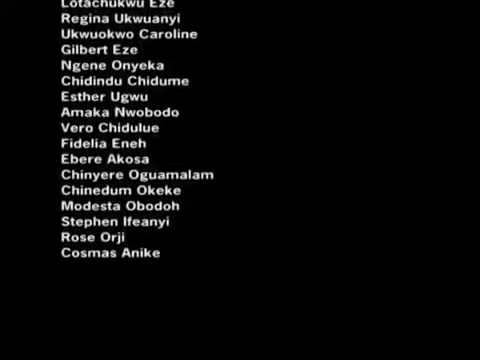 Lotachukwu Eze
Regina Ukwuanyi
Ukwuokwo Caroline
Gilbert Eze
Ngene Onyeka
Chidindu Chidume
Esther Ugwu
Amaka Nwobodo
Vero Chidulue
Fidelia Eneh
Ebere Akosa
Chinyere Oguamalam
Chinedum Okeke
Modesta Obodoh
Stephen Ifeanyi
Rose Orji
Cosmas Anike